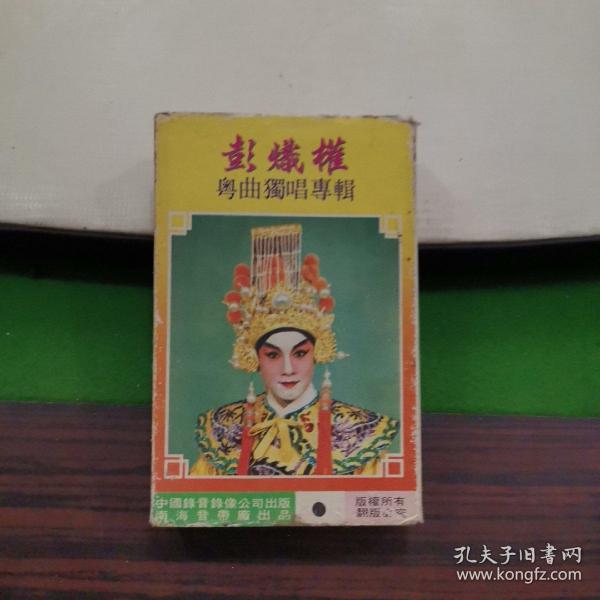 彭熾權
粤曲獨唱專輯
中國錄音錄像公司出版
南海音帶廠出品
版權所有
翻版必究
孔夫子旧書网
www.kongfz.com